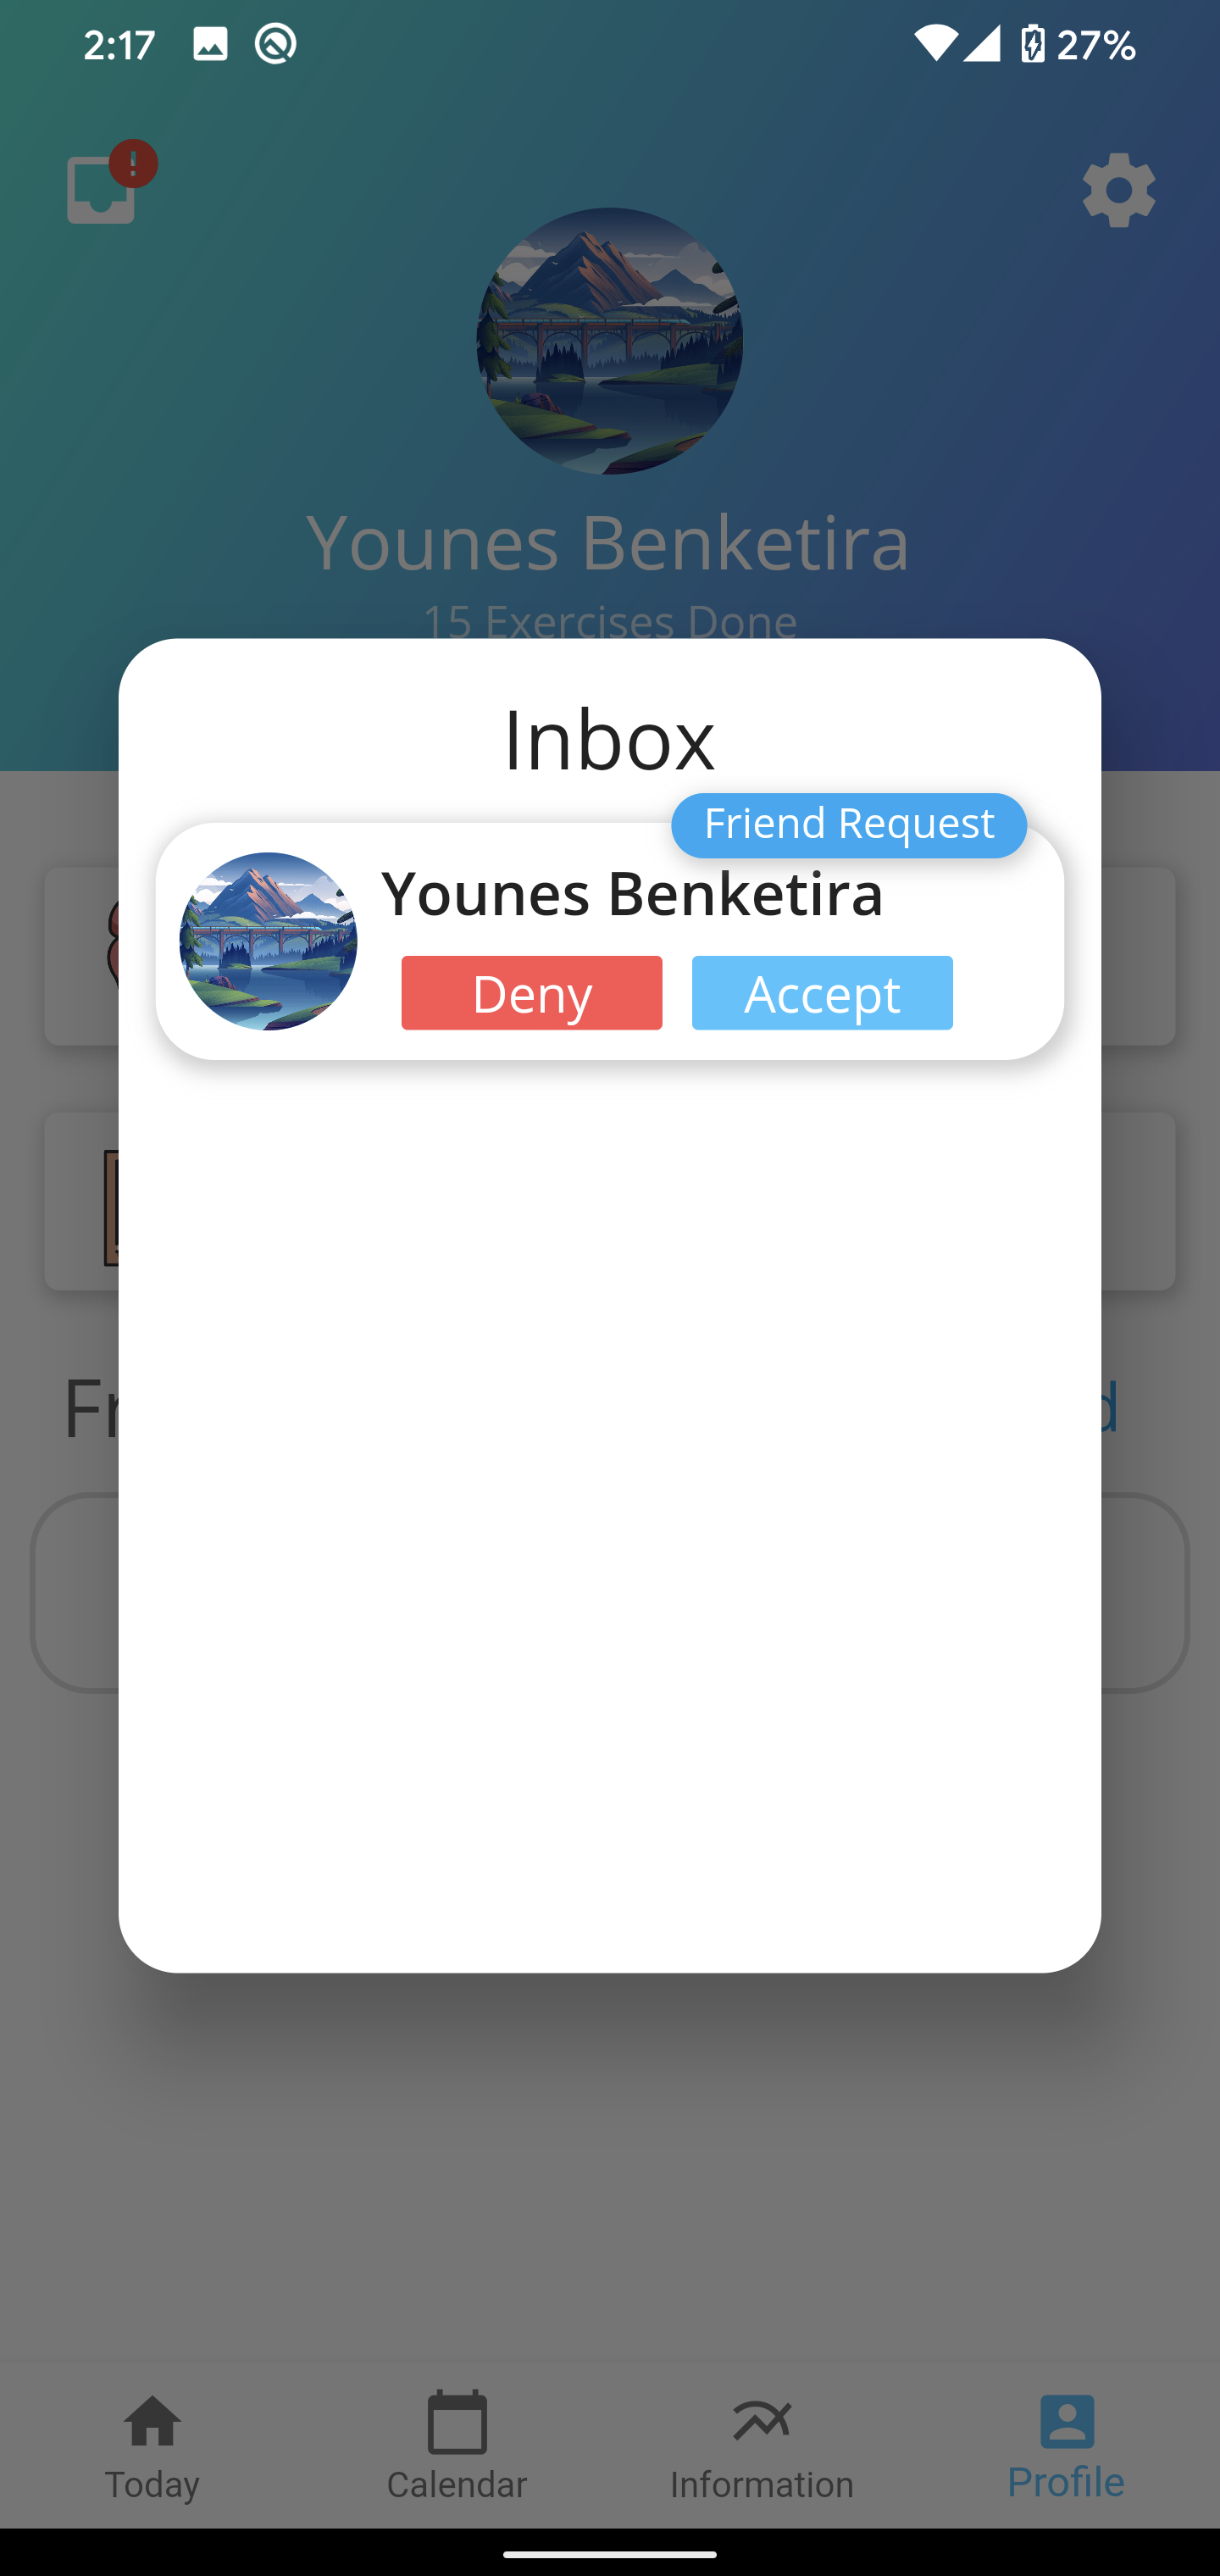 2:17
27%
!
Younes Benketira
15 Exercises Done
Inbox
Friend Request
Younes Benketira
Deny Accept
Today Calendar Information Profile